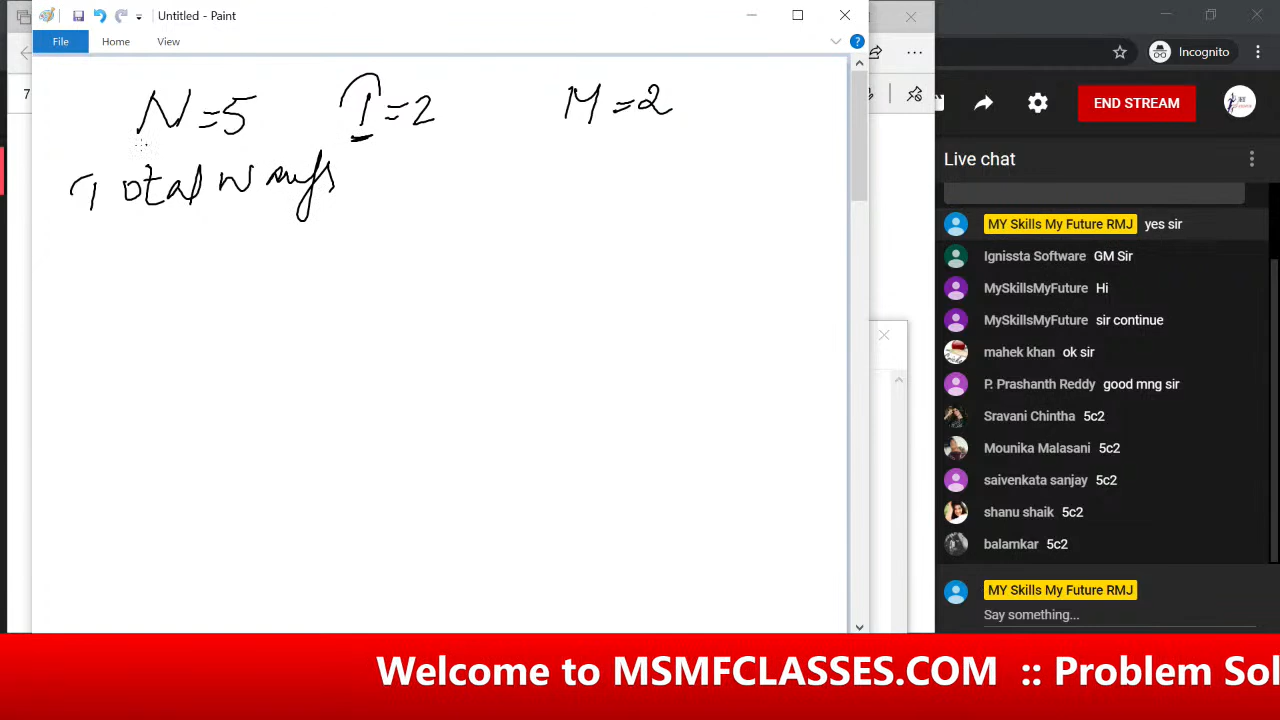 Untitled - Paint
File Home View
N=5 T=2 M=2
Total Ways
7
Incognito
END STREAM
Live chat
MY Skills My Future RMJ yes sir
Ignissta Software GM Sir
MySkillsMyFuture Hi
MySkillsMyFuture sir continue
mahek khan ok sir
P. Prashanth Reddy good mng sir
Sravani Chintha 5c2
Mounika Malasani 5c2
saivenkata sanjay 5c2
shanu shaik 5c2
balamkar 5c2
MY Skills My Future RMJ
Say something...
Welcome to MSMFCLASSES.COM :: Problem Sol